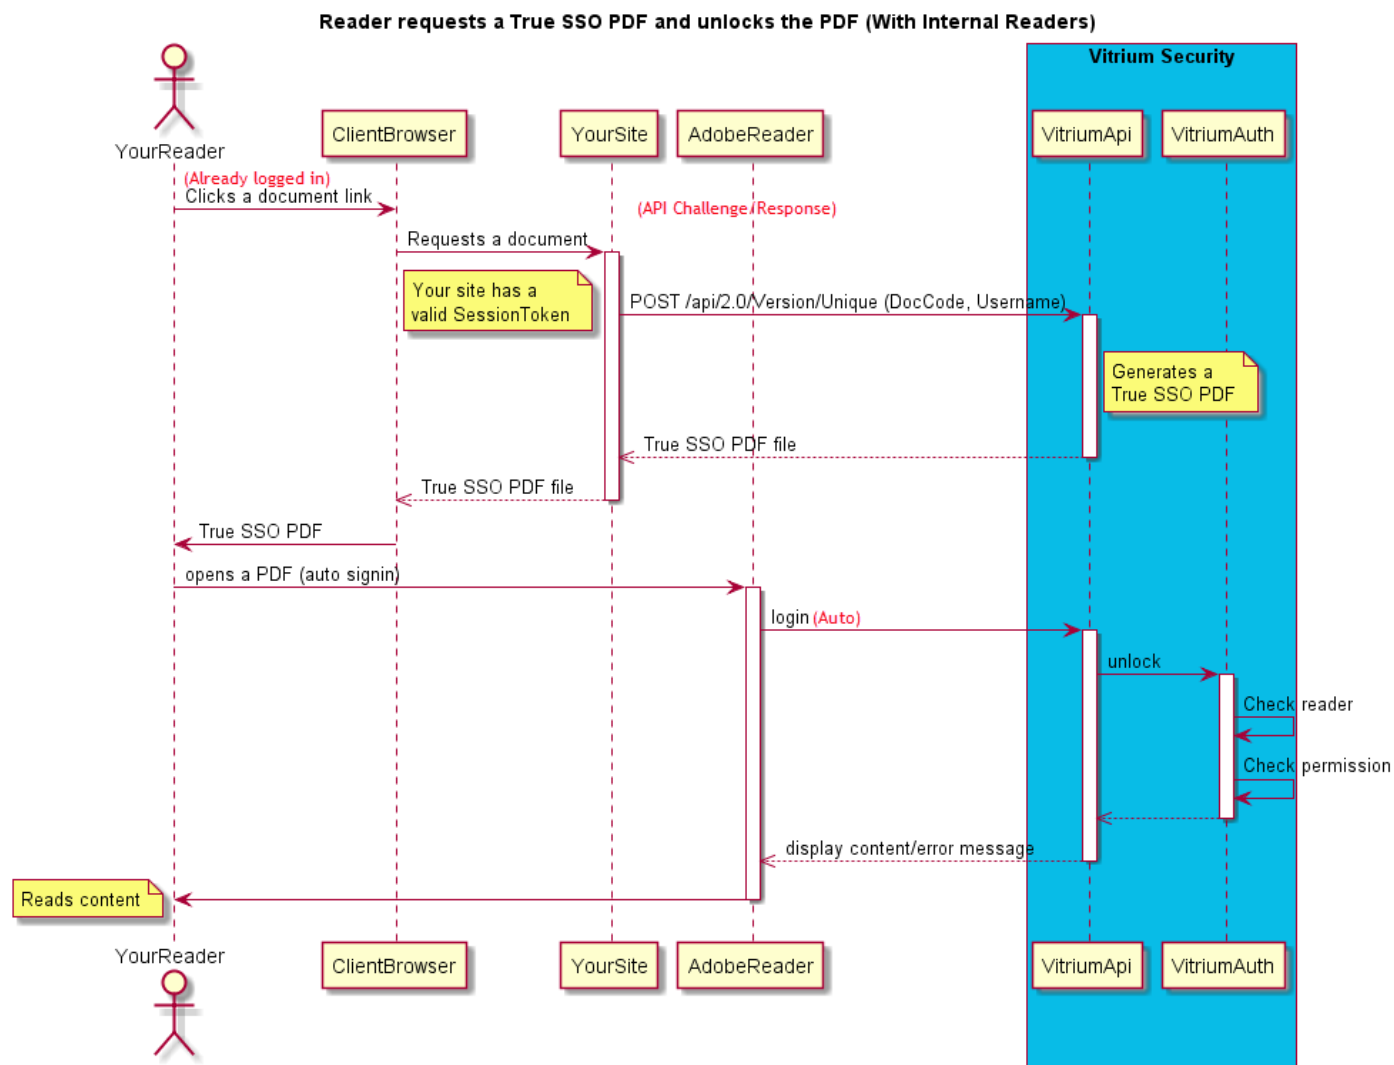 Reader requests a True SSO PDF and unlocks the PDF (With Internal Readers)
Vitrium Security
YourReader
ClientBrowser
YourSite
AdobeReader
VitriumApi
VitriumAuth
(Already logged in)
Clicks a document link
(API Challenge/Response)
Requests a document
Your site has a
valid SessionToken
POST /api/2.0/Version/Unique (DocCode, Username)
Generates a
True SSO PDF
True SSO PDF file
True SSO PDF file
True SSO PDF
opens a PDF (auto signin)
login (Auto)
unlock
Check reader
Check permission
display content/error message
Reads content
YourReader
ClientBrowser
YourSite
AdobeReader
VitriumApi
VitriumAuth